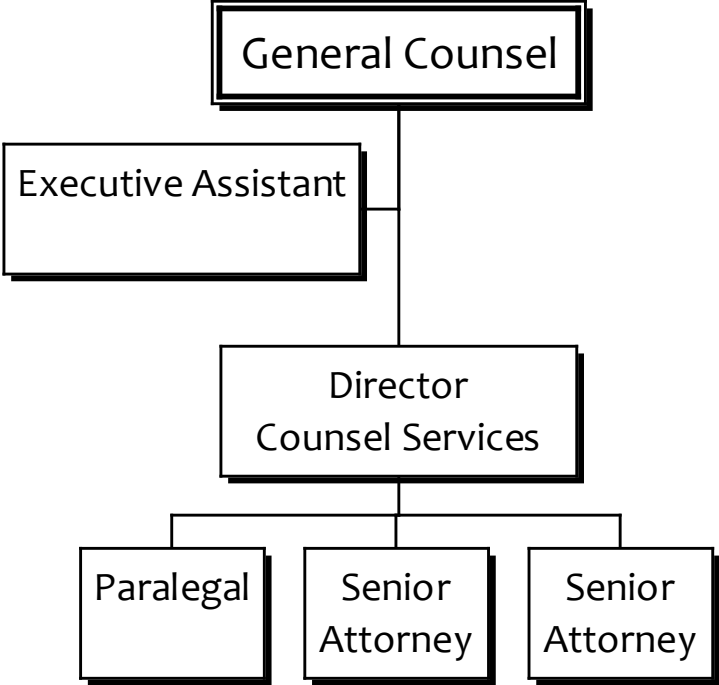 General Counsel
Executive Assistant
Director
Counsel Services
Paralegal
Senior
Attorney
Senior
Attorney